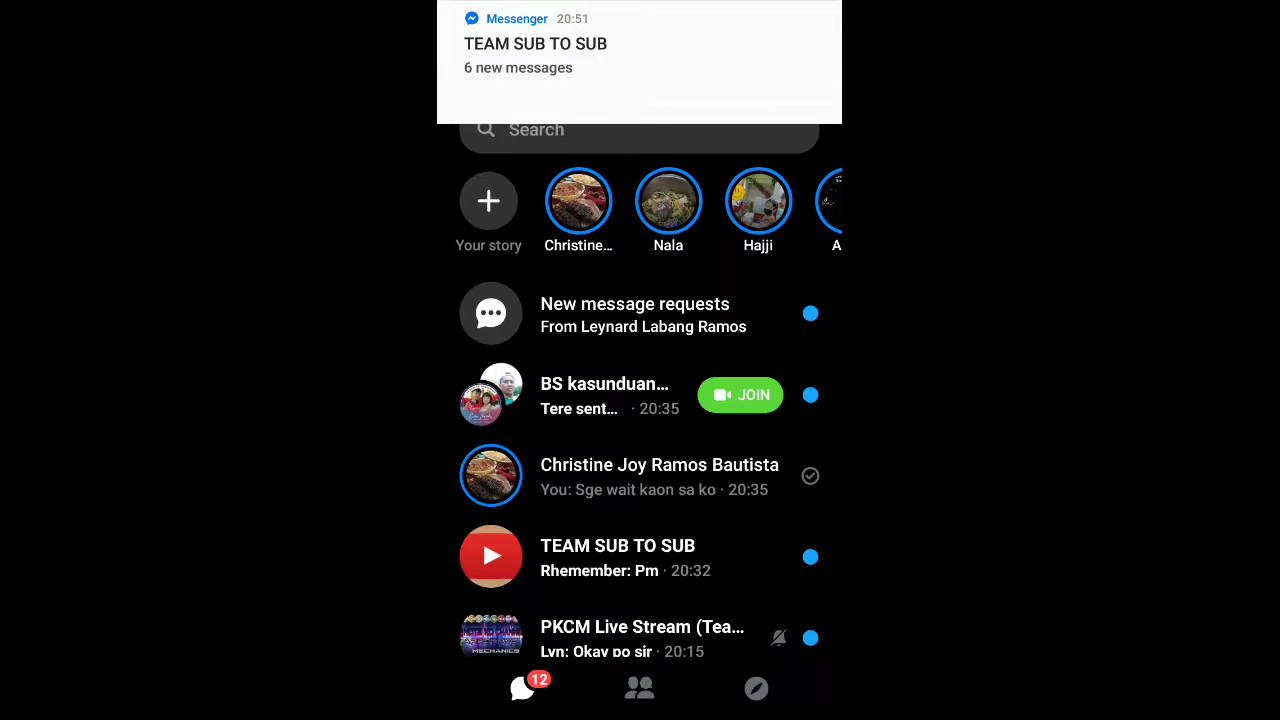 Messenger 20:51
TEAM SUB TO SUB
6 new messages
Search
Your story
Christine...
Nala
Hajji
A
New message requests
From Leynard Labang Ramos
BS kasunduan...
Tere sent... · 20:35
JOIN
Christine Joy Ramos Bautista
You: Sge wait kaon sa ko · 20:35
TEAM SUB TO SUB
Rhemember: Pm · 20:32
PKCM Live Stream (Tea...
Lyn: Okay po sir · 20:15
MECHANICS
12